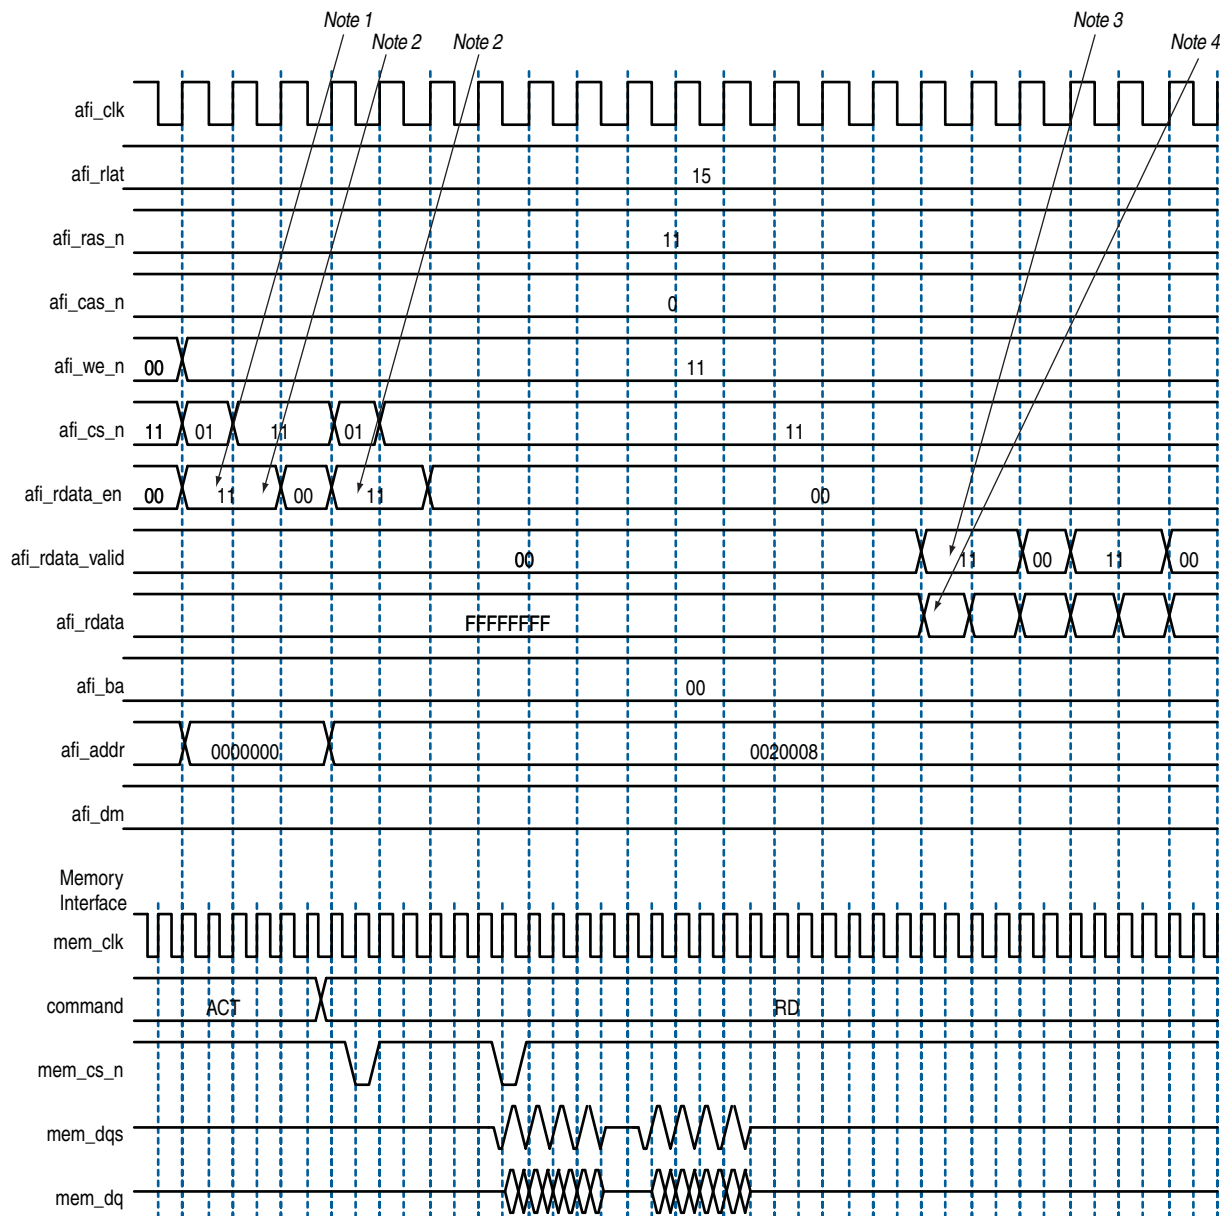 Note 1
Note 3
Note 2
Note 2
Note 4
afi_clk
afi_rlat
15
afi_ras_n
11
afi_cas_n
0
afi_we_n
00
11
afi_cs_n
11
01
11
01
11
afi_rdata_en
00
11
00
11
00
afi_rdata_valid
00
11
00
11
00
afi_rdata
FFFFFFFF
afi_ba
00
afi_addr
0000000
0020008
afi_dm
Memory
Interface
mem_clk
command
ACT
RD
mem_cs_n
mem_dqs
mem_dq